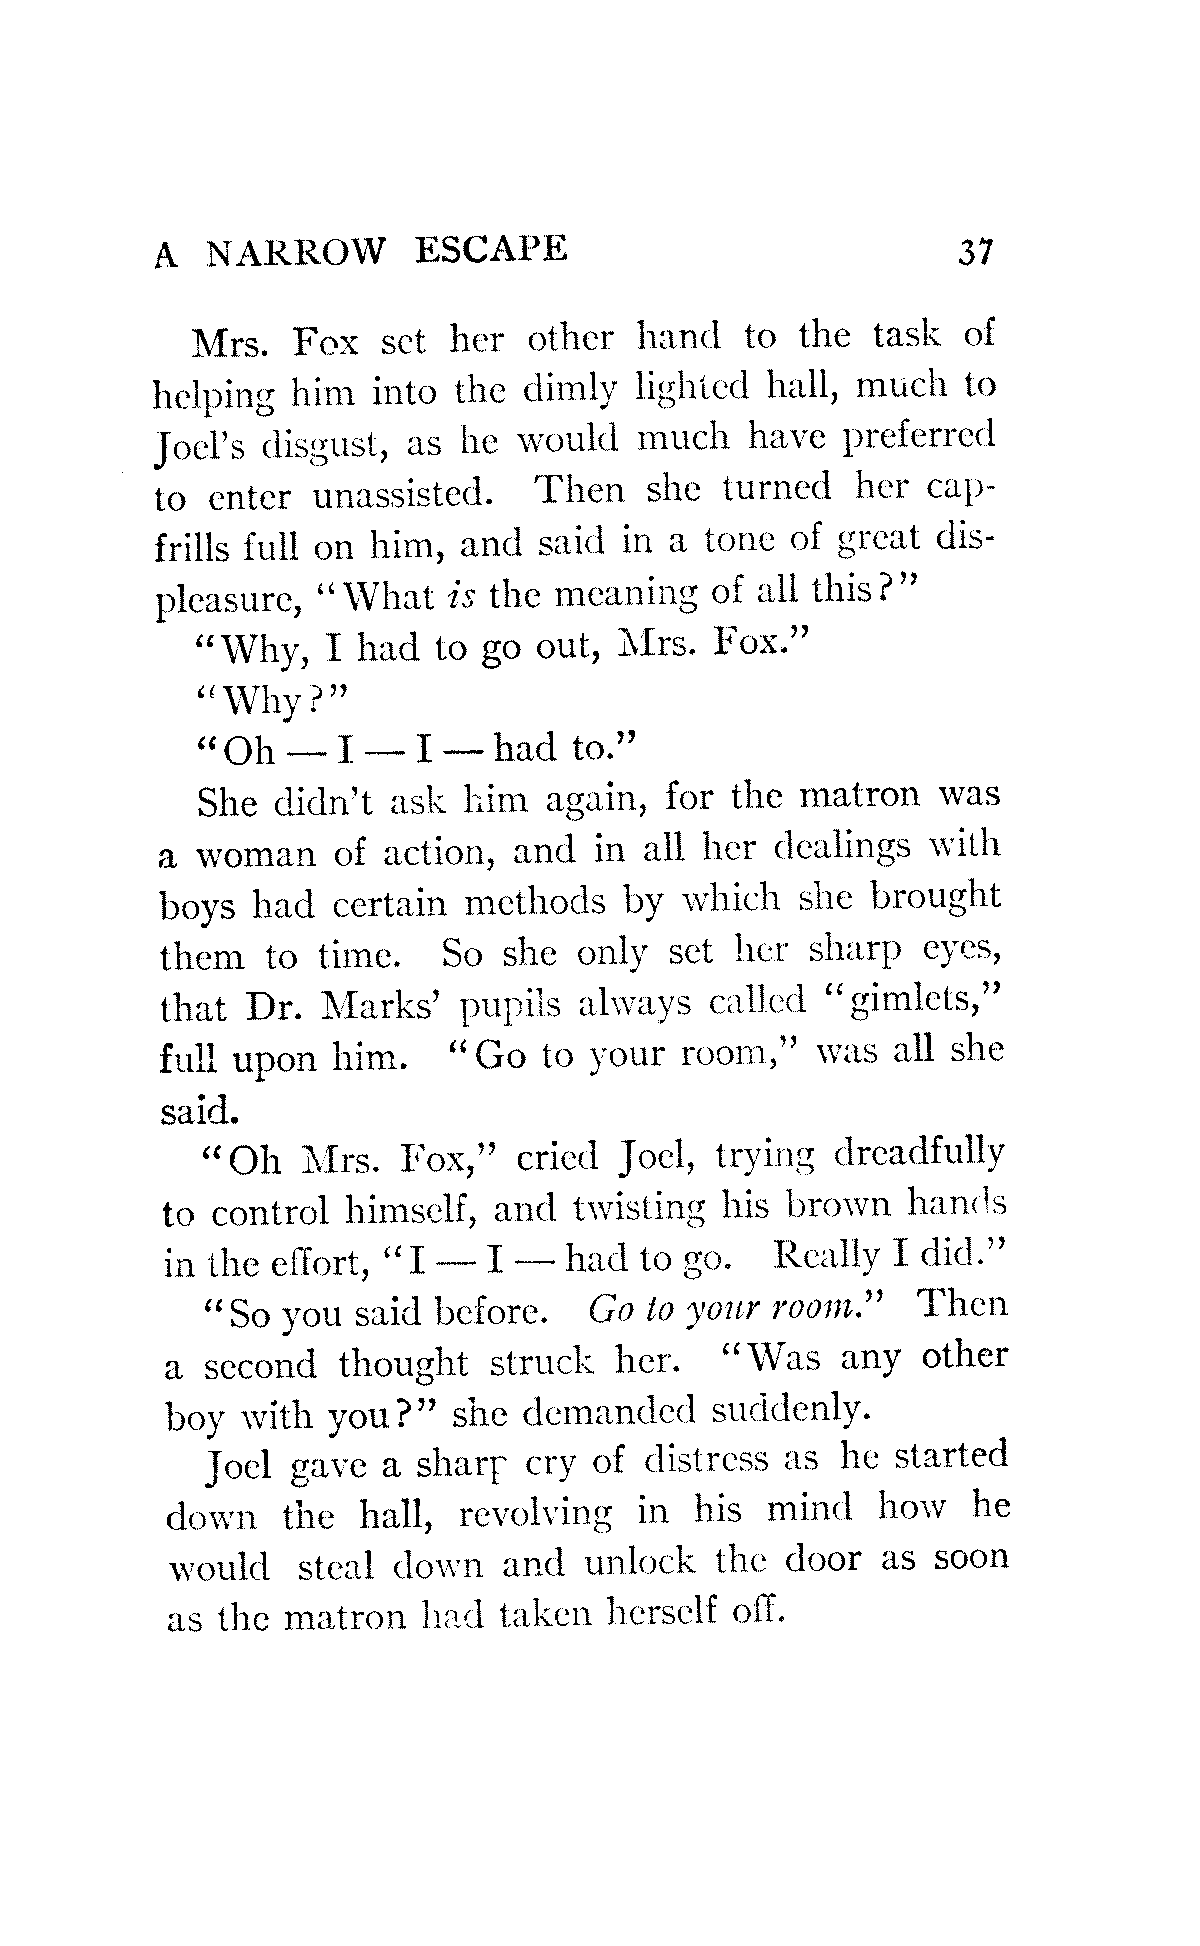 A NARROW ESCAPE 37
Mrs. Fox set her other hand to the task of
helping him into the dimly lighted hall, much to
Joel's disgust, as he would much have preferred
to enter unassisted. Then she turned her cap-
frills full on him, and said in a tone of great dis-
pleasure, "What is the meaning of all this?"
"Why, I had to go out, Mrs. Fox."
"Why?"
"Oh — I — I — had to."
She didn't ask him again, for the matron was
a woman of action, and in all her dealings with
boys had certain methods by which she brought
them to time. So she only set her sharp eyes,
that Dr. Marks' pupils always called "gimlets,"
full upon him. "Go to your room," was all she
said.
"Oh Mrs. Fox," cried Joel, trying dreadfully
to control himself, and twisting his brown hands
in the effort, "I — I — had to go. Really I did."
"So you said before. Go to your room." Then
a second thought struck her. "Was any other
boy with you?" she demanded suddenly.
Joel gave a sharp cry of distress as he started
down the hall, revolving in his mind how he
would steal down and unlock the door as soon
as the matron had taken herself off.